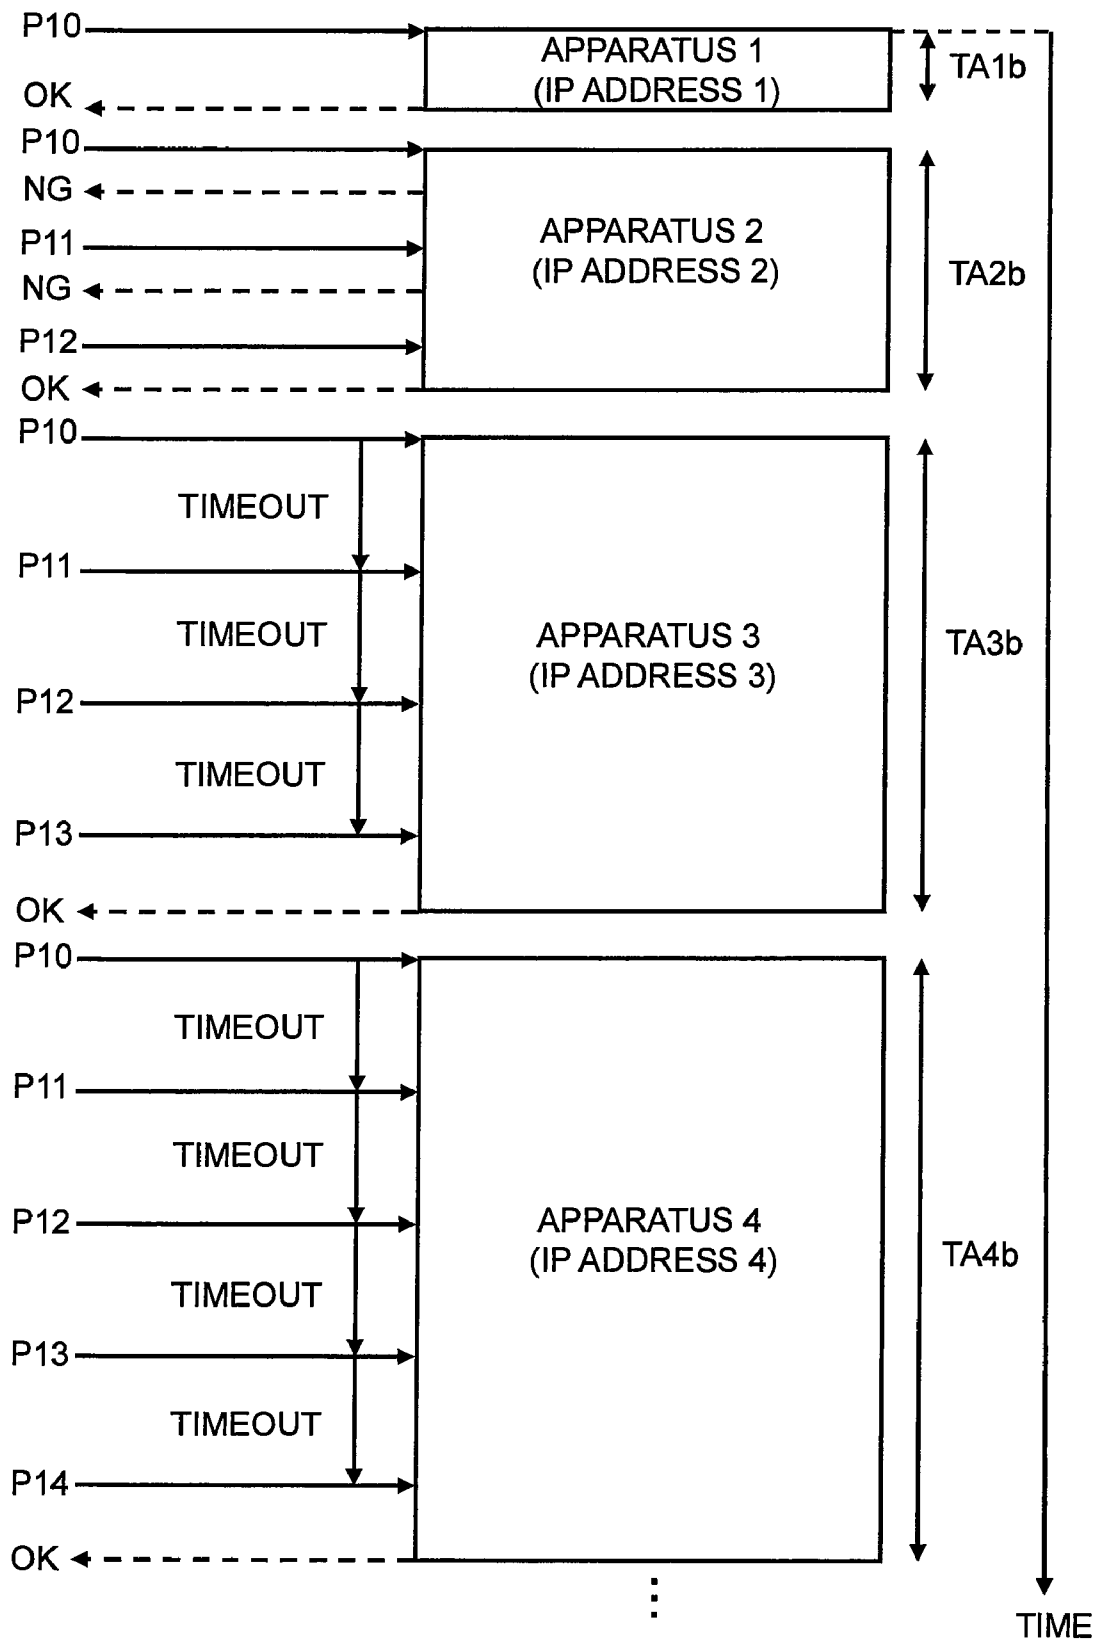 P10
APPARATUS 1
(IP ADDRESS 1)
TA1b
OK
P10
NG
P11
NG
P12
OK
APPARATUS 2
(IP ADDRESS 2)
TA2b
P10
TIMEOUT
P11
TIMEOUT
P12
TIMEOUT
P13
OK
APPARATUS 3
(IP ADDRESS 3)
TA3b
P10
TIMEOUT
P11
TIMEOUT
P12
TIMEOUT
P13
TIMEOUT
P14
OK
APPARATUS 4
(IP ADDRESS 4)
TA4b
TIME